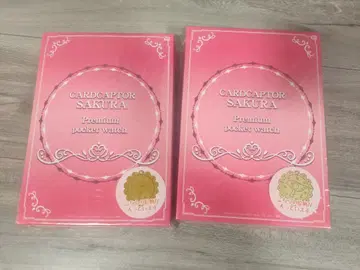 CARDCAPTOR
SAKURA
Premium
pocket watch
CARDCAPTOR
SAKURA
Premium
pocket watch